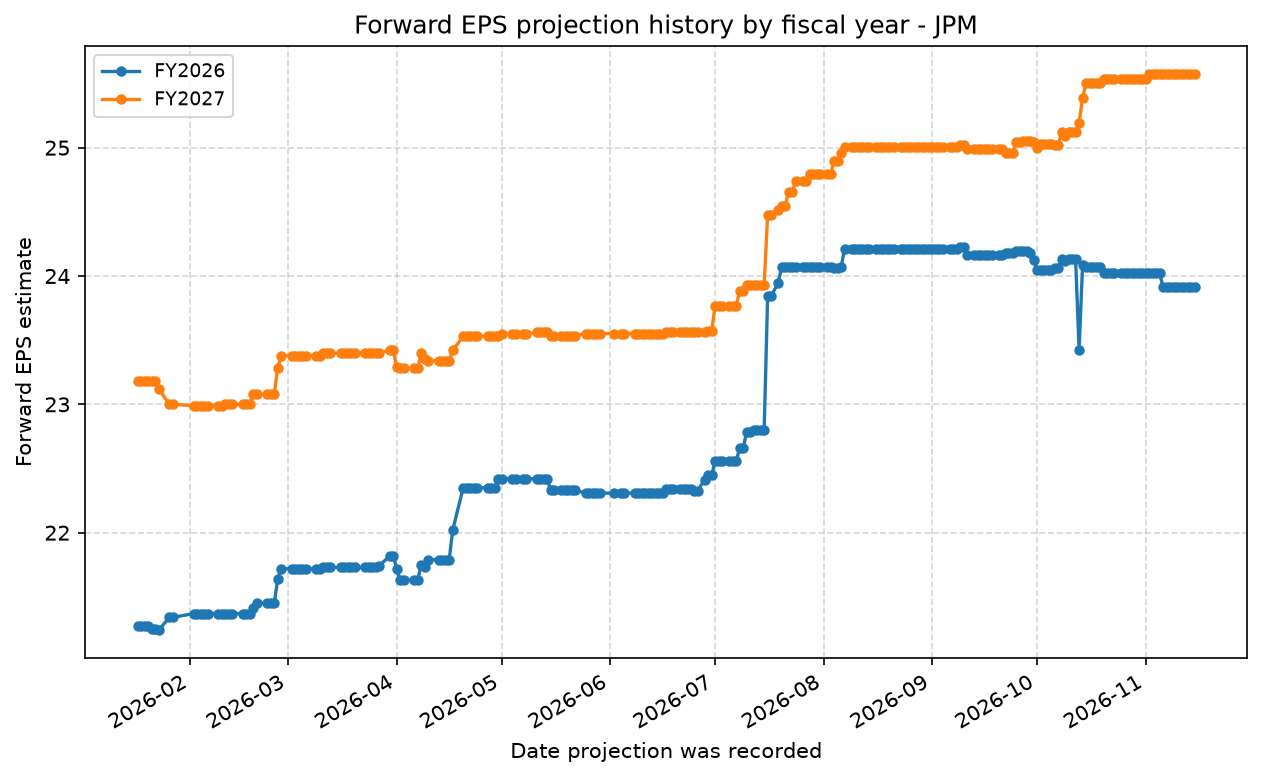 Forward EPS projection history by fiscal year - JPM
FY2026
FY2027
Forward EPS estimate
25
24
23
22
2026-02
2026-03
2026-04
2026-05
2026-06
2026-07
2026-08
2026-09
2026-10
2026-11
Date projection was recorded